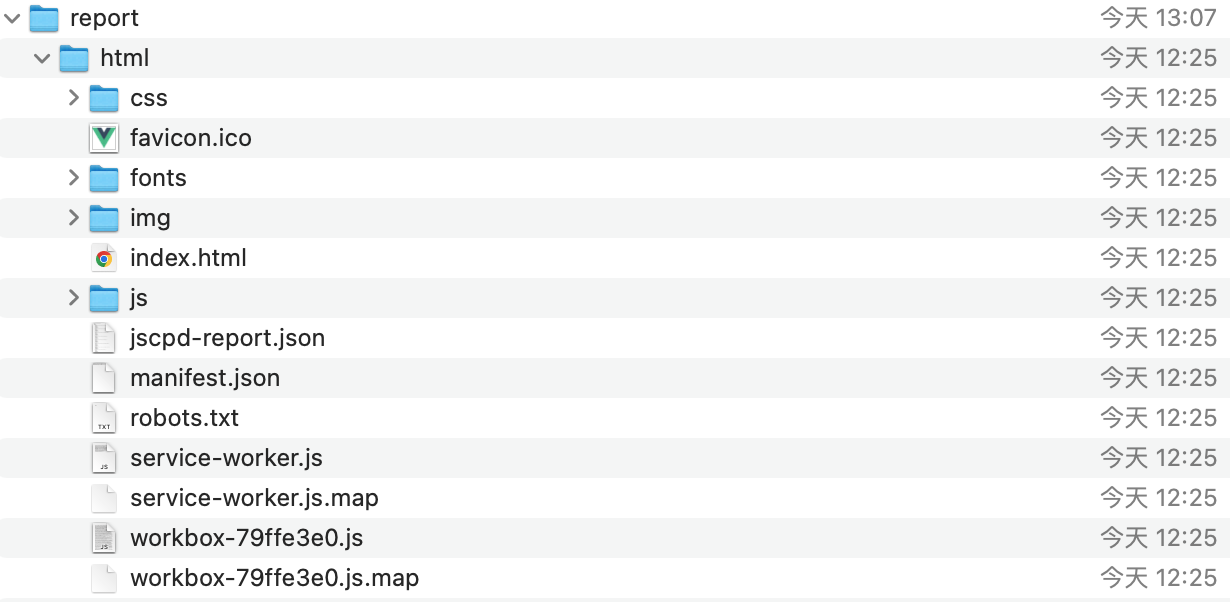 report 今天 13:07
html 今天 12:25
css 今天 12:25
favicon.ico 今天 12:25
fonts 今天 12:25
img 今天 12:25
index.html 今天 12:25
js 今天 12:25
jscpd-report.json 今天 12:25
manifest.json 今天 12:25
TXT robots.txt 今天 12:25
JS service-worker.js 今天 12:25
service-worker.js.map 今天 12:25
JS workbox-79ffe3e0.js 今天 12:25
workbox-79ffe3e0.js.map 今天 12:25